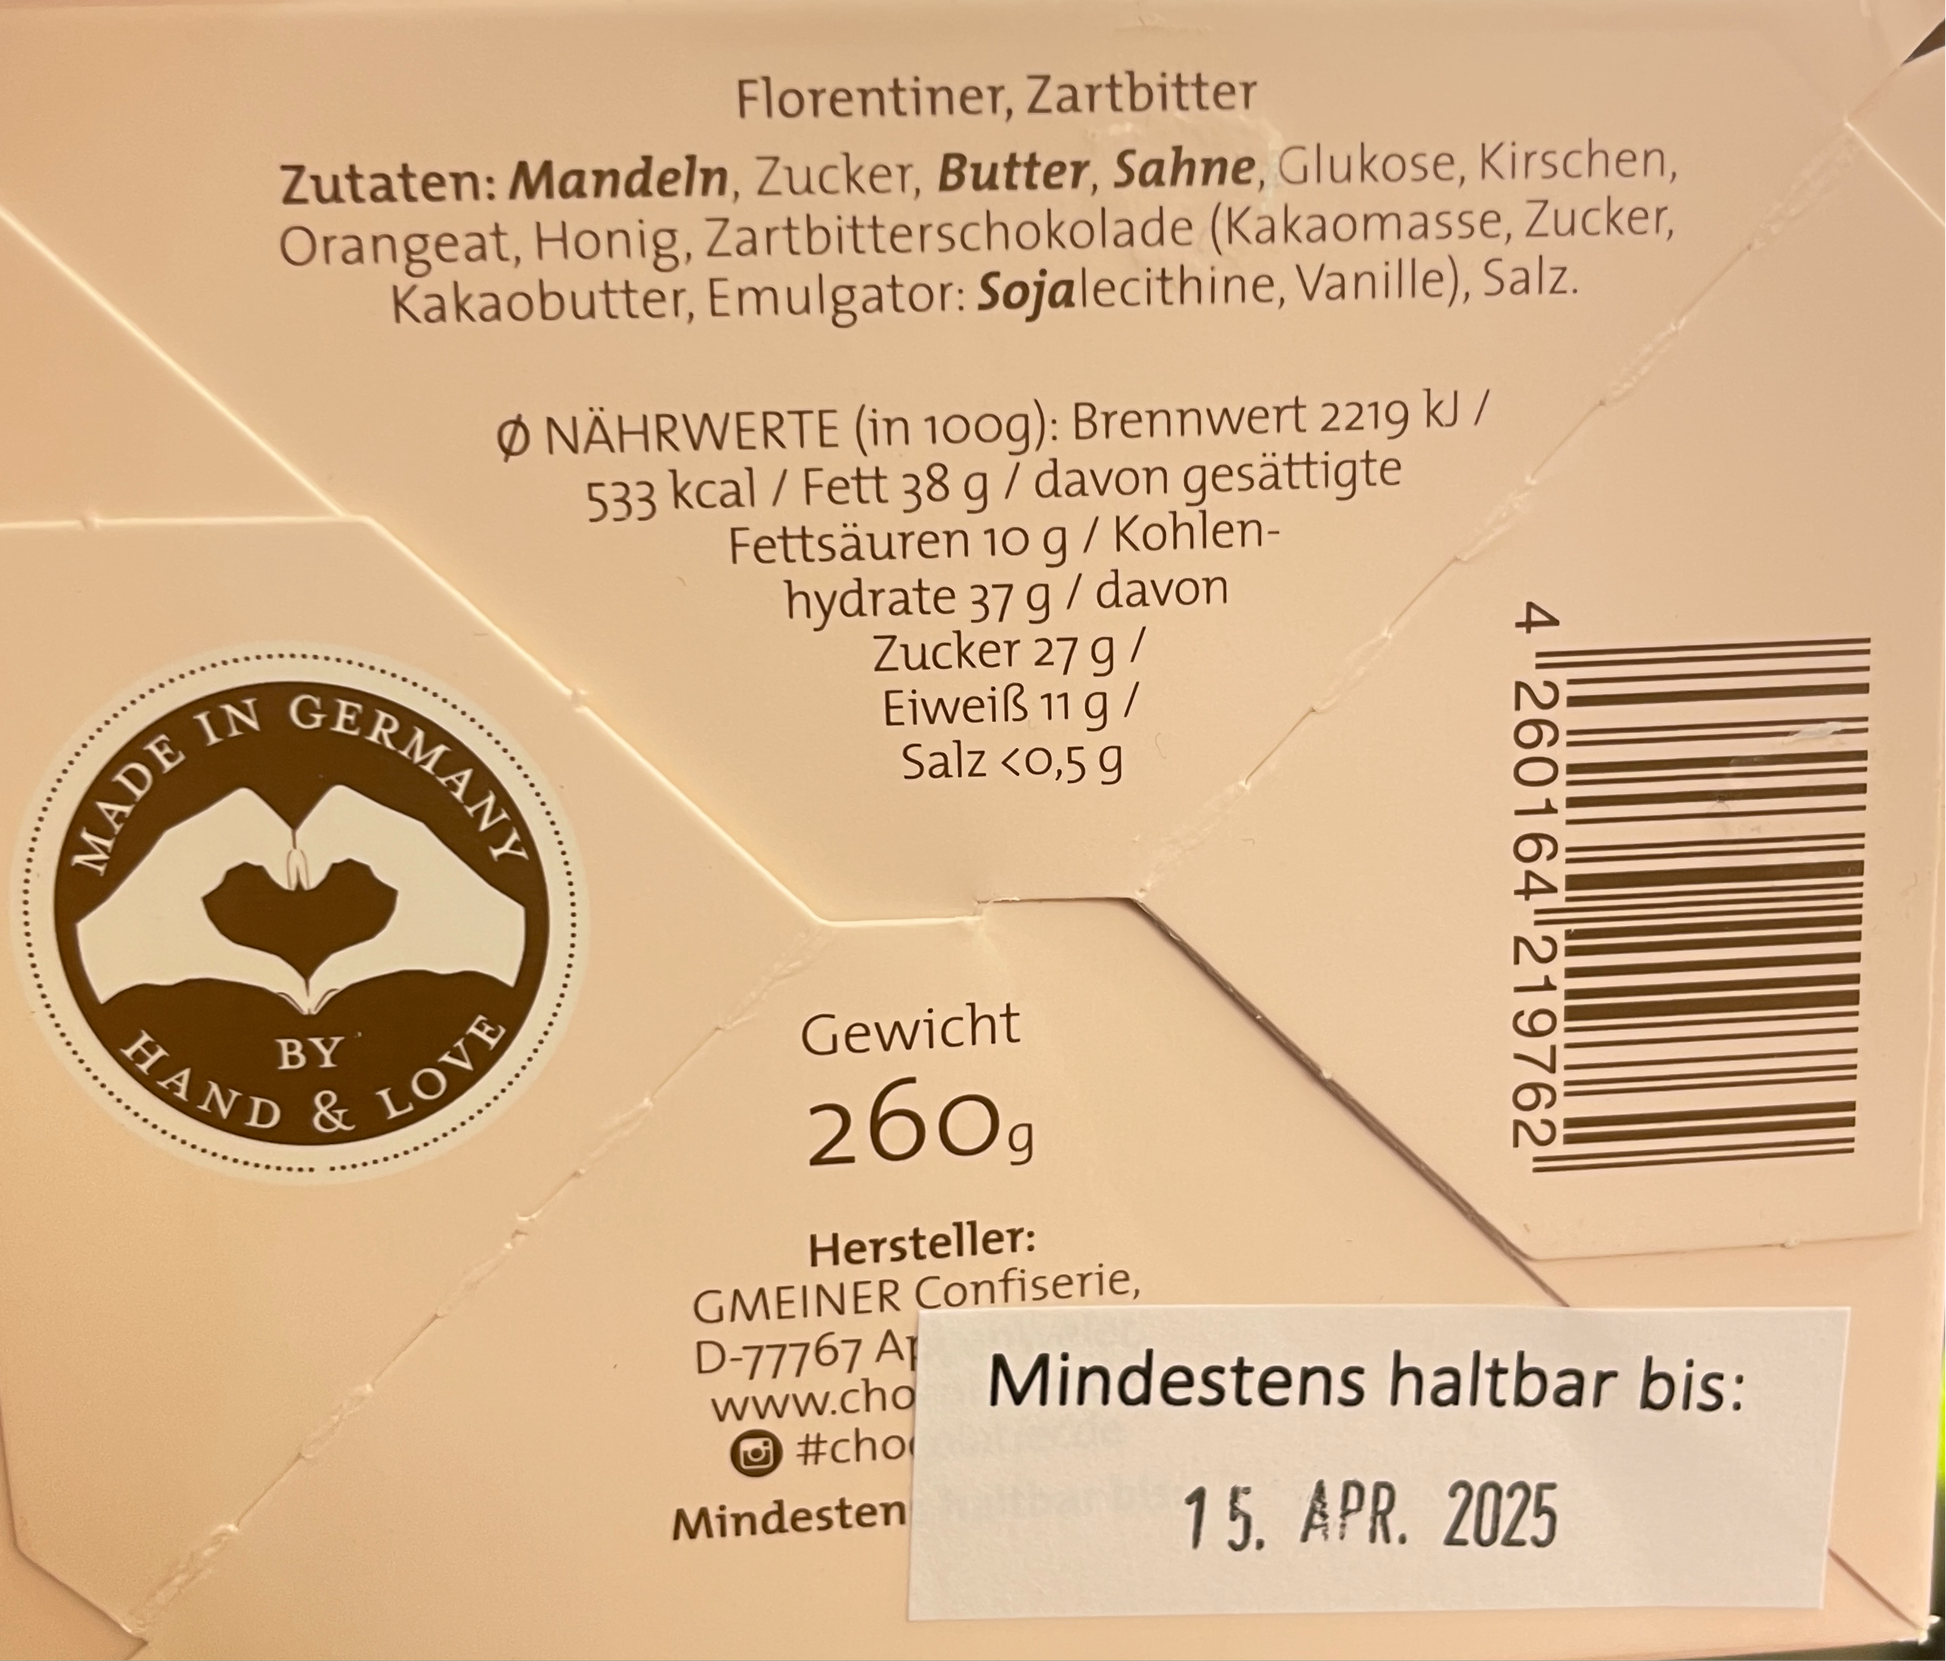 Florentiner, Zartbitter
Zutaten: Mandeln, Zucker, Butter, Sahne, Glukose, Kirschen,
Orangeat, Honig, Zartbitterschokolade (Kakaomasse, Zucker,
Kakaobutter, Emulgator: Sojalecithine, Vanille), Salz.
Ø NÄHRWERTE (in 100g): Brennwert 2219 kJ /
533 kcal / Fett 38 g / davon gesättigte
Fettsäuren 10 g / Kohlen-
hydrate 37 g / davon
Zucker 27 g /
Eiweiß 11 g /
Salz <0,5 g
MADE IN GERMANY
BY
HAND & LOVE
4 260164 219762
Gewicht
260g
Hersteller:
GMEINER Confiserie,
D-77767
www.cho
#cho
Mindesten
Mindestens haltbar bis:
15. APR. 2025